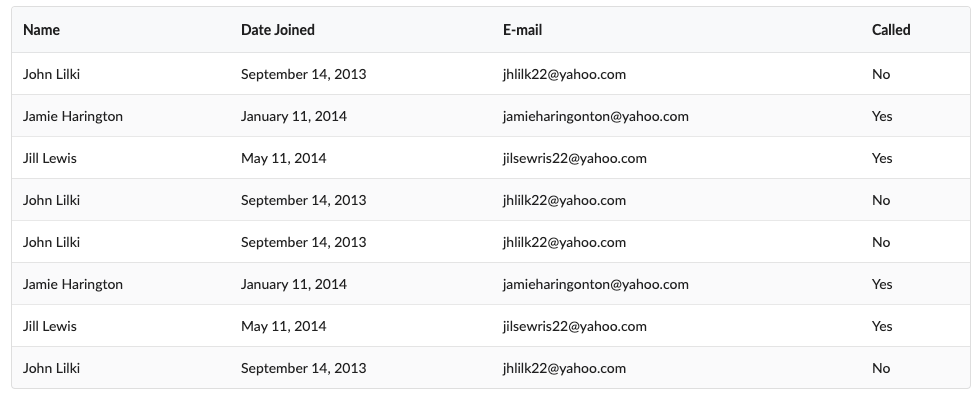 Name Date Joined E-mail Called
John Lilki September 14, 2013 jhlilk22@yahoo.com No
Jamie Harington January 11, 2014 jamieharingonton@yahoo.com Yes
Jill Lewis May 11, 2014 jilsewris22@yahoo.com Yes
John Lilki September 14, 2013 jhlilk22@yahoo.com No
John Lilki September 14, 2013 jhlilk22@yahoo.com No
Jamie Harington January 11, 2014 jamieharingonton@yahoo.com Yes
Jill Lewis May 11, 2014 jilsewris22@yahoo.com Yes
John Lilki September 14, 2013 jhlilk22@yahoo.com No